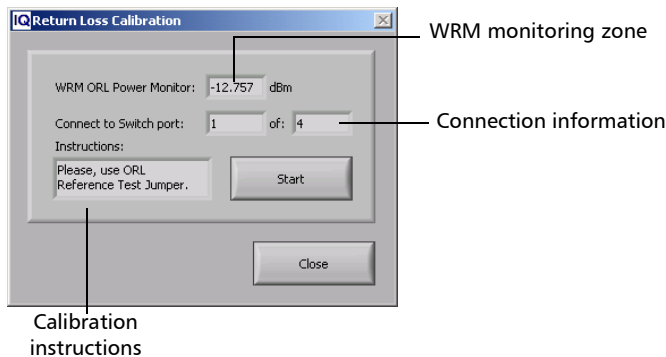 IQ Return Loss Calibration
WRM monitoring zone
WRM ORL Power Monitor: -12.757 dBm
Connect to Switch port: 1 of: 4
Connection information
Instructions:
Please, use ORL
Reference Test Jumper.
Start
Close
Calibration
instructions